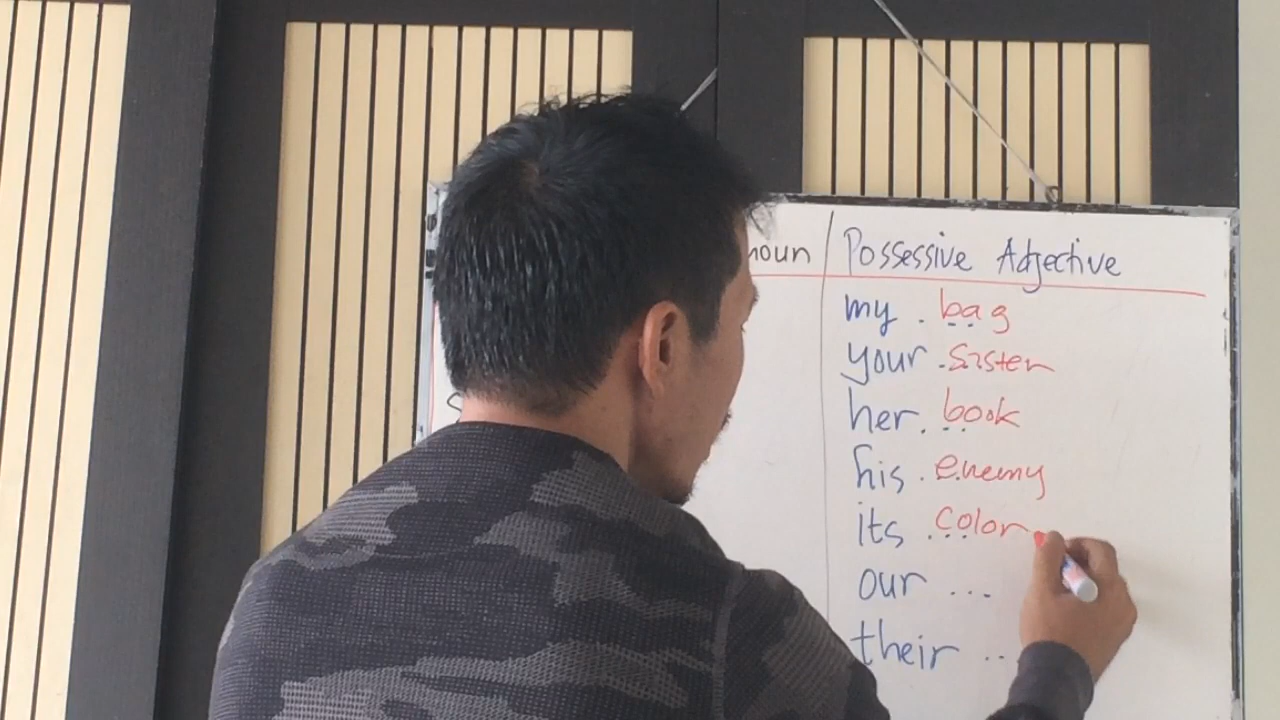 noun | Possessive Adjective
my . bag
your . Sister
her . book
his . enemy
its ... color
our ...
their ..